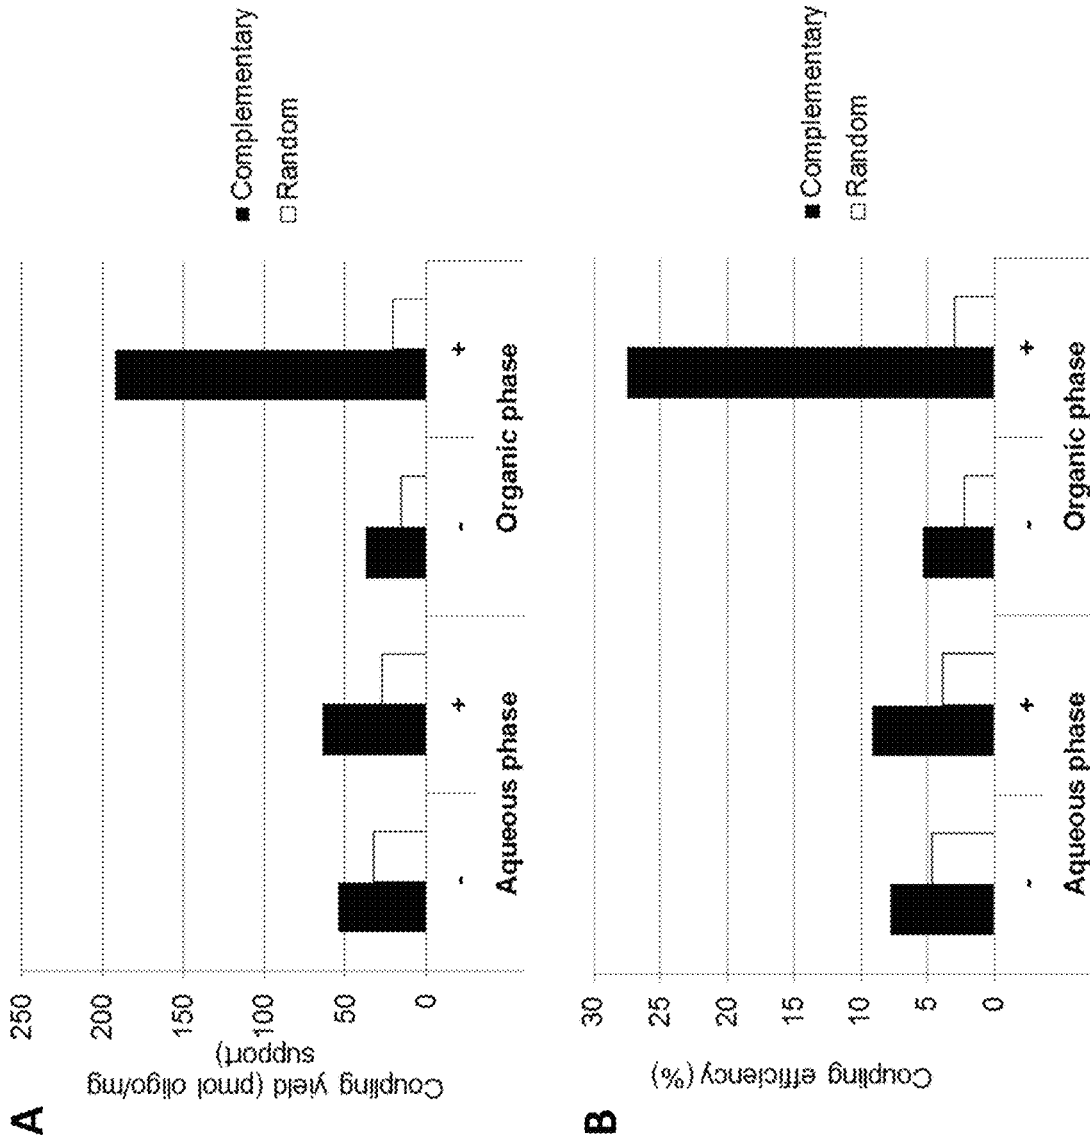 A
Coupling yield (pmol oligo/mg
support)
250
200
150
100
50
0
- + - +
Aqueous phase Organic phase
■ Complementary
□ Random
B
Coupling efficiency (%)
30
25
20
15
10
5
0
- + - +
Aqueous phase Organic phase
■ Complementary
□ Random